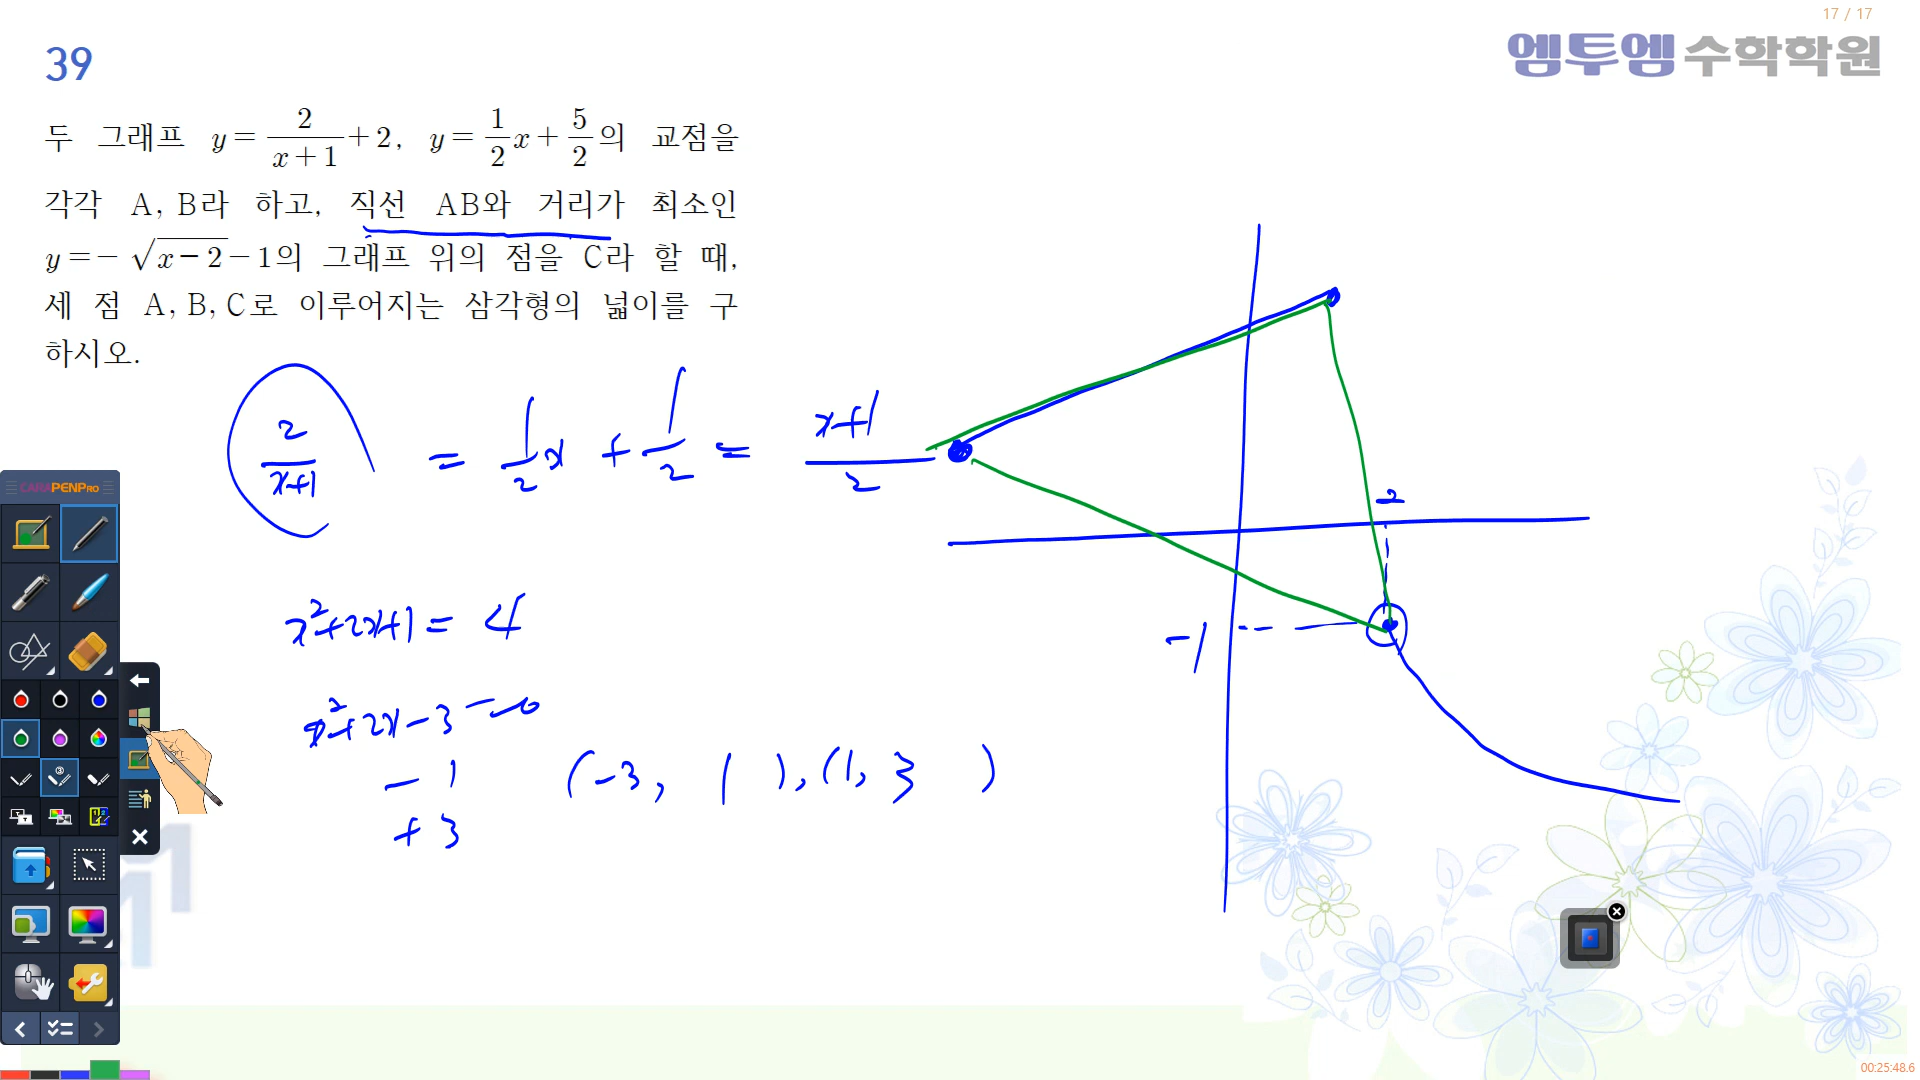 17 / 17
엠투엠 수학학원
39
두 그래프 y = 2/(x+1) + 2, y = 1/2 x + 5/2 의 교점을
각각 A, B라 하고, 직선 AB와 거리가 최소인
y = - √(x-2) - 1의 그래프 위의 점을 C라 할 때,
세 점 A, B, C로 이루어지는 삼각형의 넓이를 구
하시오.
2/(x+1) = 1/2 x + 1/2 = (x+1)/2
2
x²+2x+1 = 4
-1
x²+2x-3=0
- 1
(-3, 1 ), (1, 3 )
+ 3
CARAPENPRO
00:25:48.6